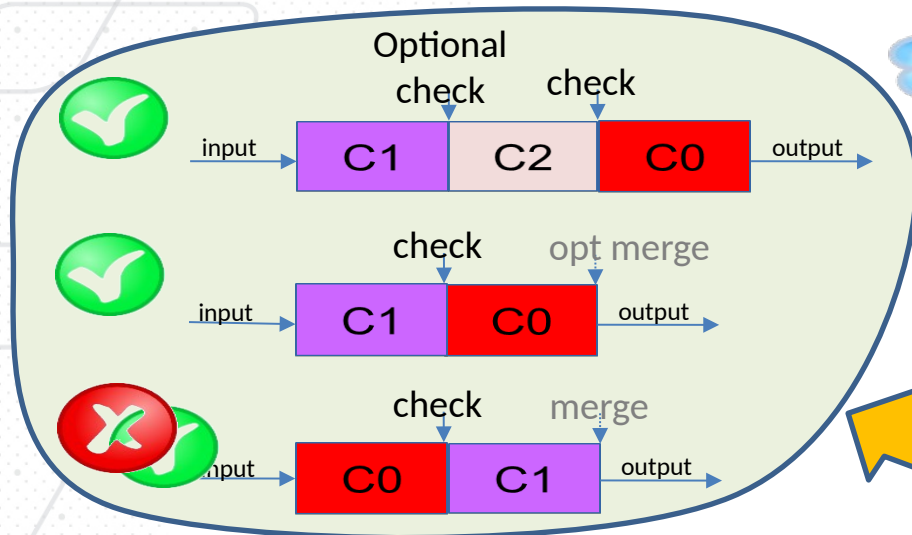 Optional
check
check
input
C1
C2
C0
output
check
opt merge
input
C1
C0
output
check
merge
nput
C0
C1
output